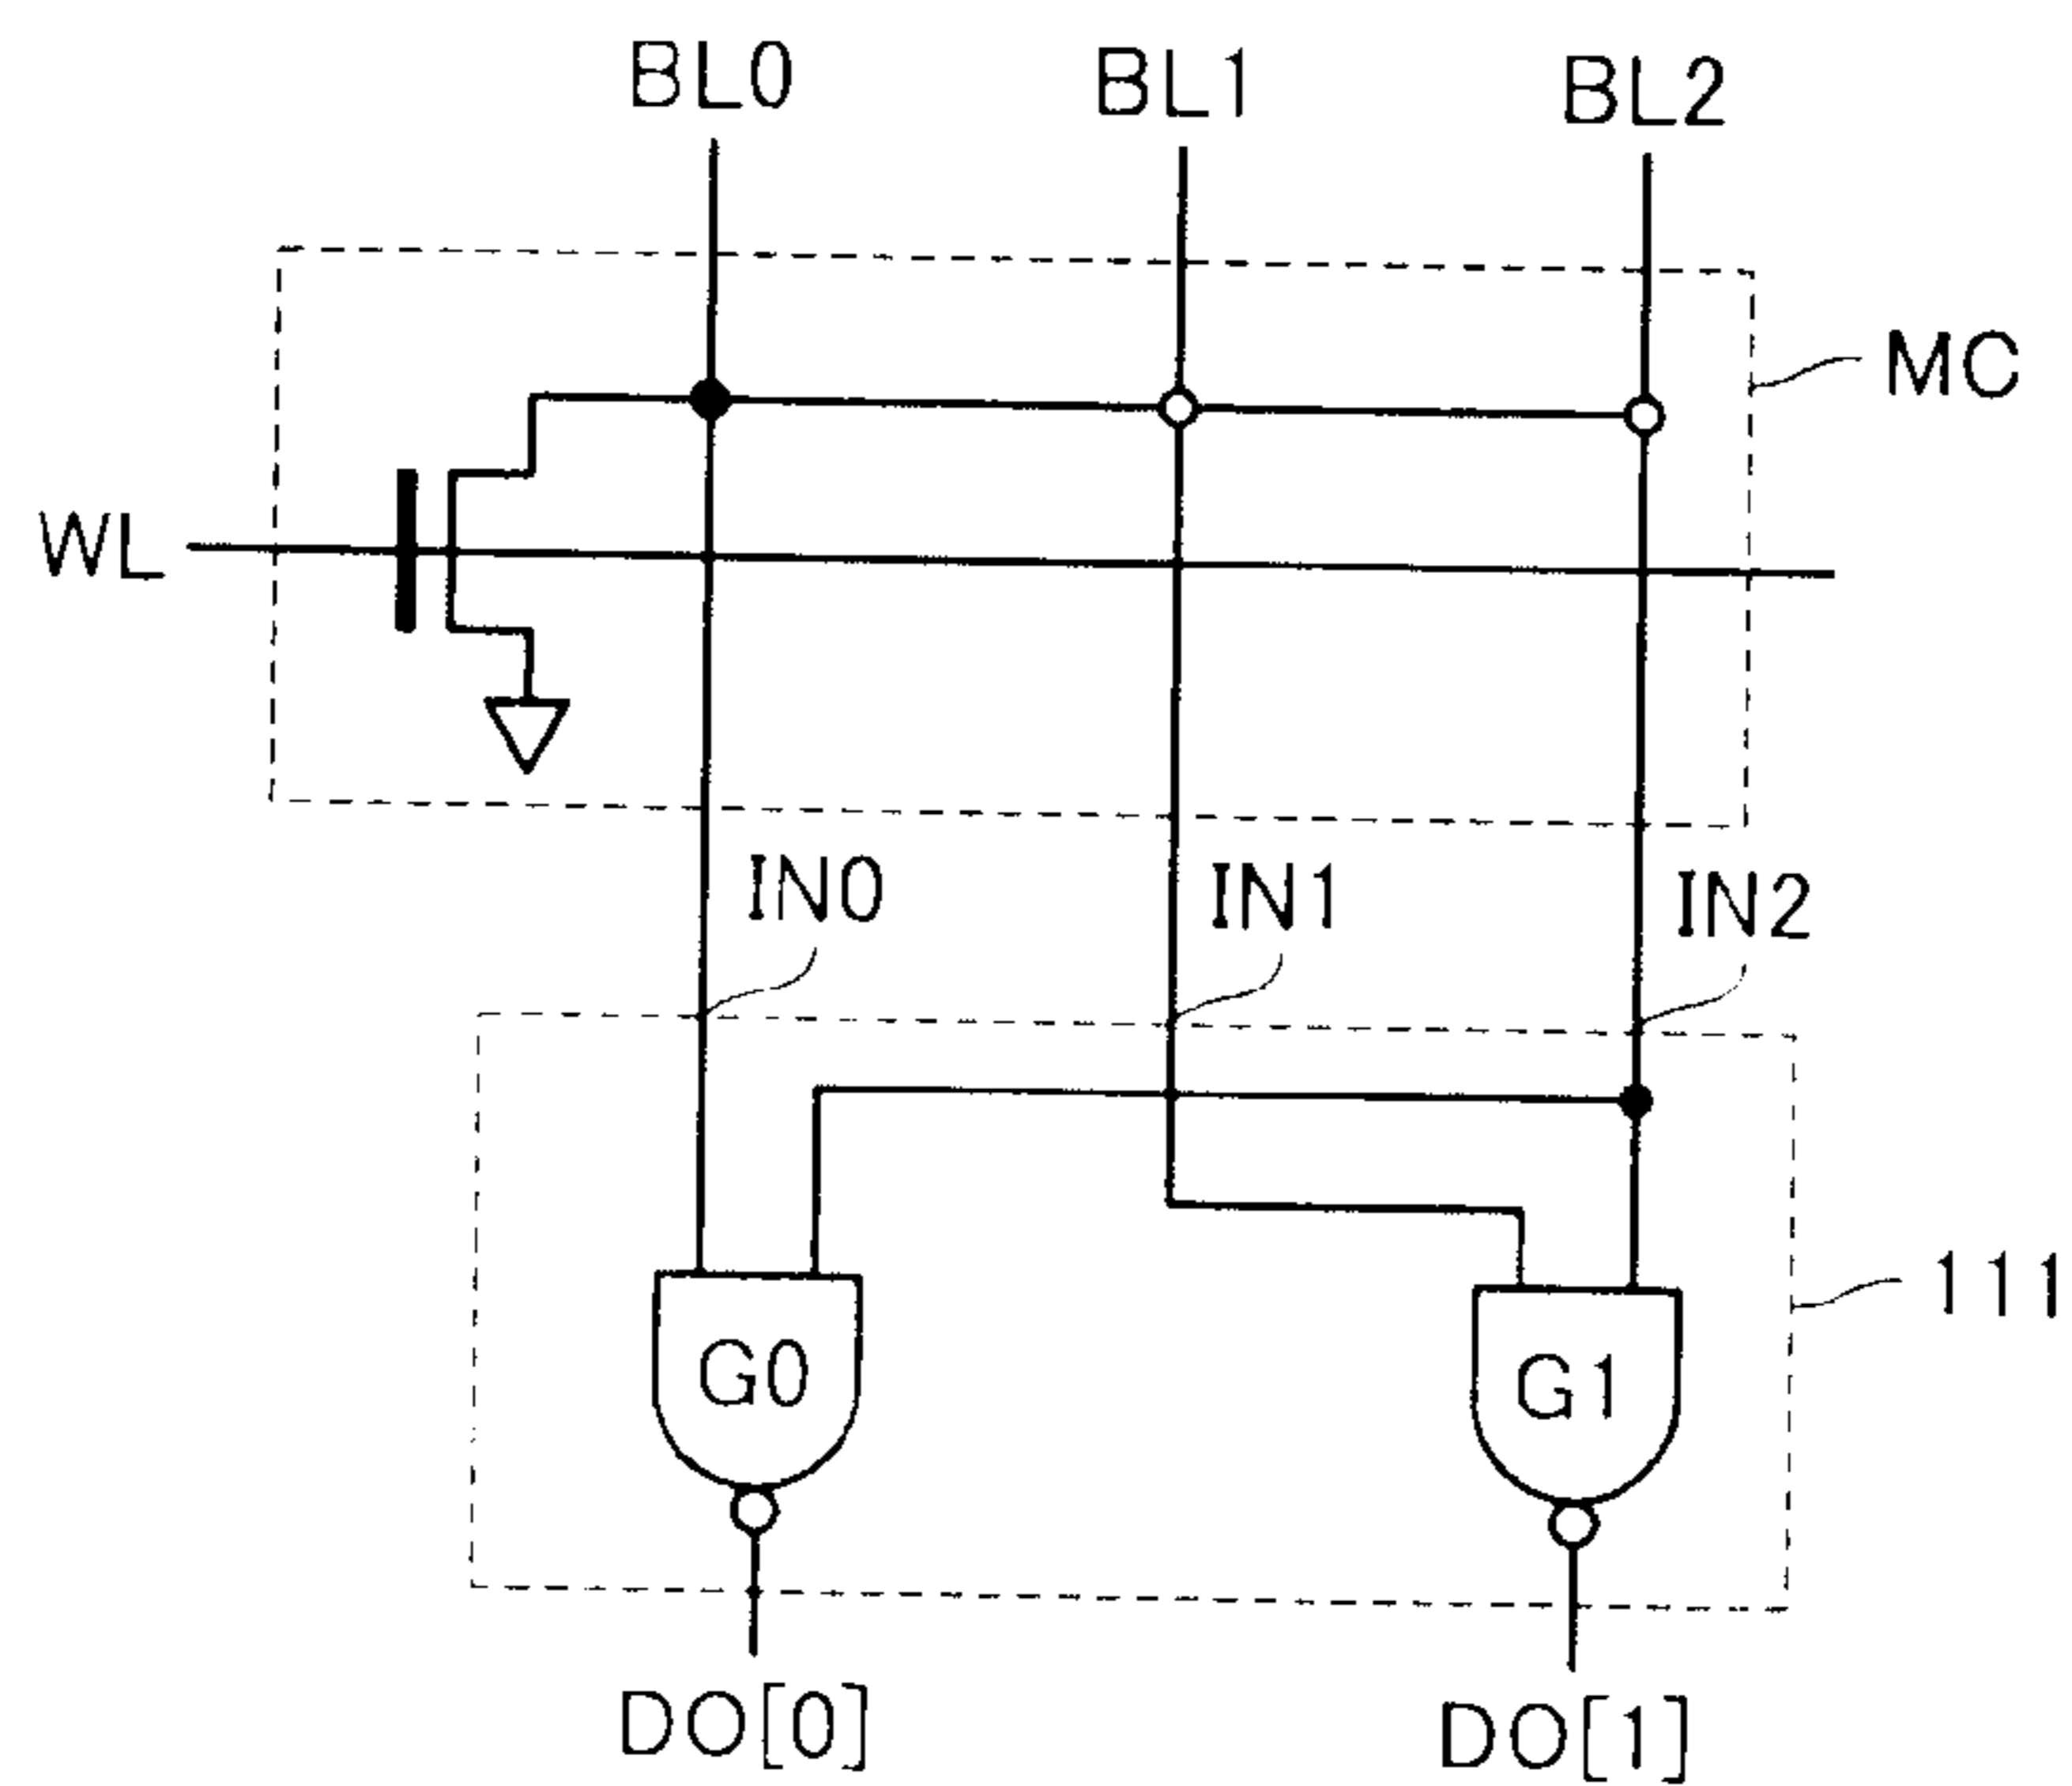 BL0
BL1
BL2
MC
WL
IN0
IN1
IN2
G0
G1
111
DO[0]
DO[1]